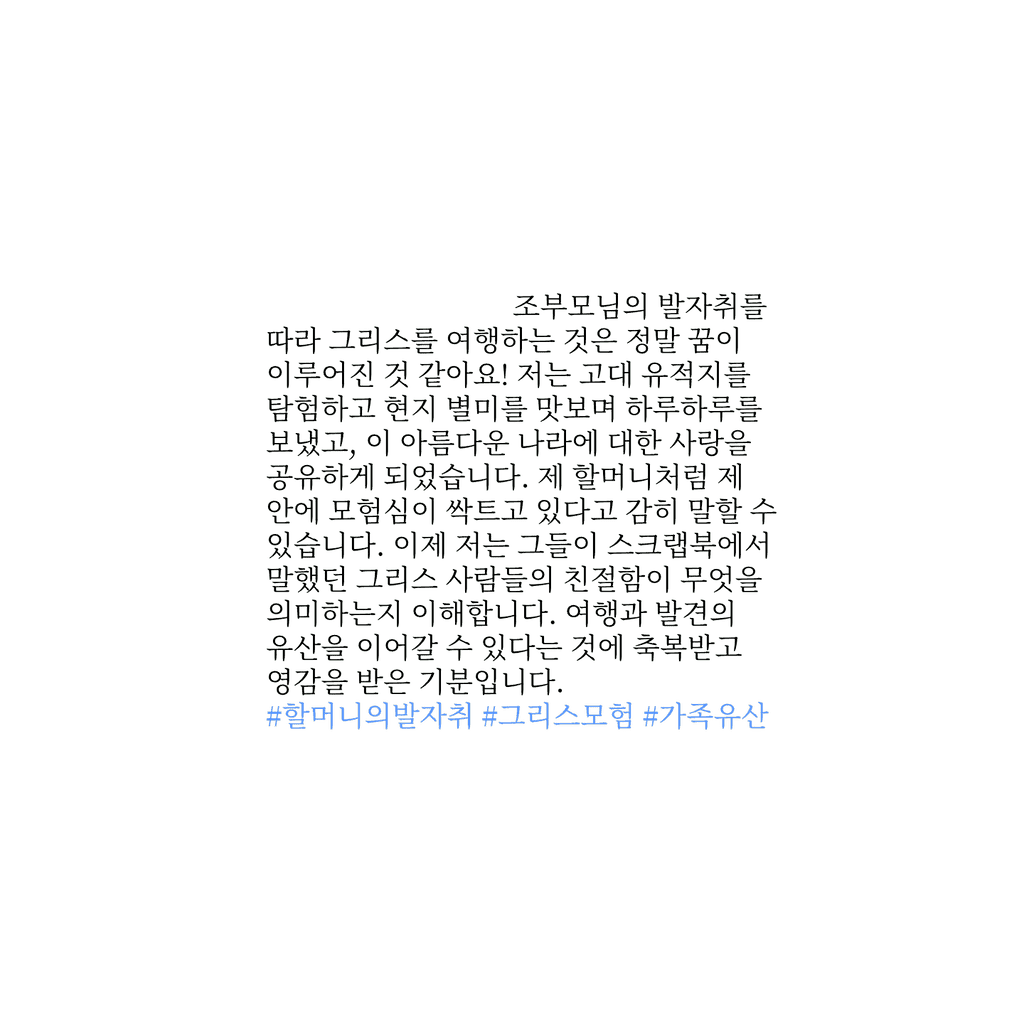 조부모님의 발자취를
따라 그리스를 여행하는 것은 정말 꿈이
이루어진 것 같아요! 저는 고대 유적지를
탐험하고 현지 별미를 맛보며 하루하루를
보냈고, 이 아름다운 나라에 대한 사랑을
공유하게 되었습니다. 제 할머니처럼 제
안에 모험심이 싹트고 있다고 감히 말할 수
있습니다. 이제 저는 그들이 스크랩북에서
말했던 그리스 사람들의 친절함이 무엇을
의미하는지 이해합니다. 여행과 발견의
유산을 이어갈 수 있다는 것에 축복받고
영감을 받은 기분입니다.
#할머니의발자취 #그리스모험 #가족유산